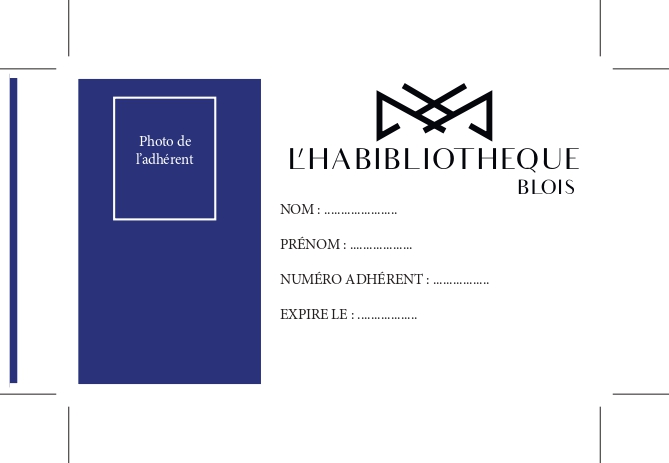 Photo de
l'adhérent
L'HABIBLIOTHEQUE
BLOIS
NOM : ......................
PRÉNOM : ...................
NUMÉRO ADHÉRENT : .................
EXPIRE LE : ..................